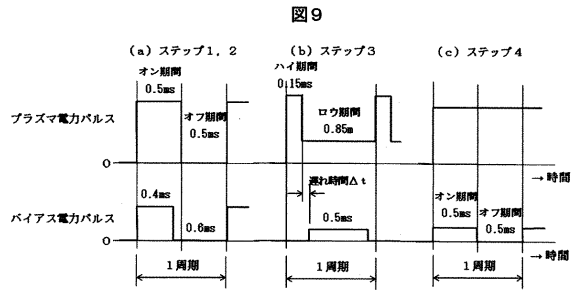 図9
(a) ステップ1, 2
(b) ステップ3
(c) ステップ4
オン期間
0.5ms
オフ期間
0.5ms
ハイ期間
0.15ms
ロウ期間
0.85m
プラズマ電力パルス
0
→時間
遅れ時間Δt
0.4ms
0.6ms
0.5ms
オン期間
0.5ms
オフ期間
0.5ms
バイアス電力パルス
0
→時間
1周期
1周期
1周期